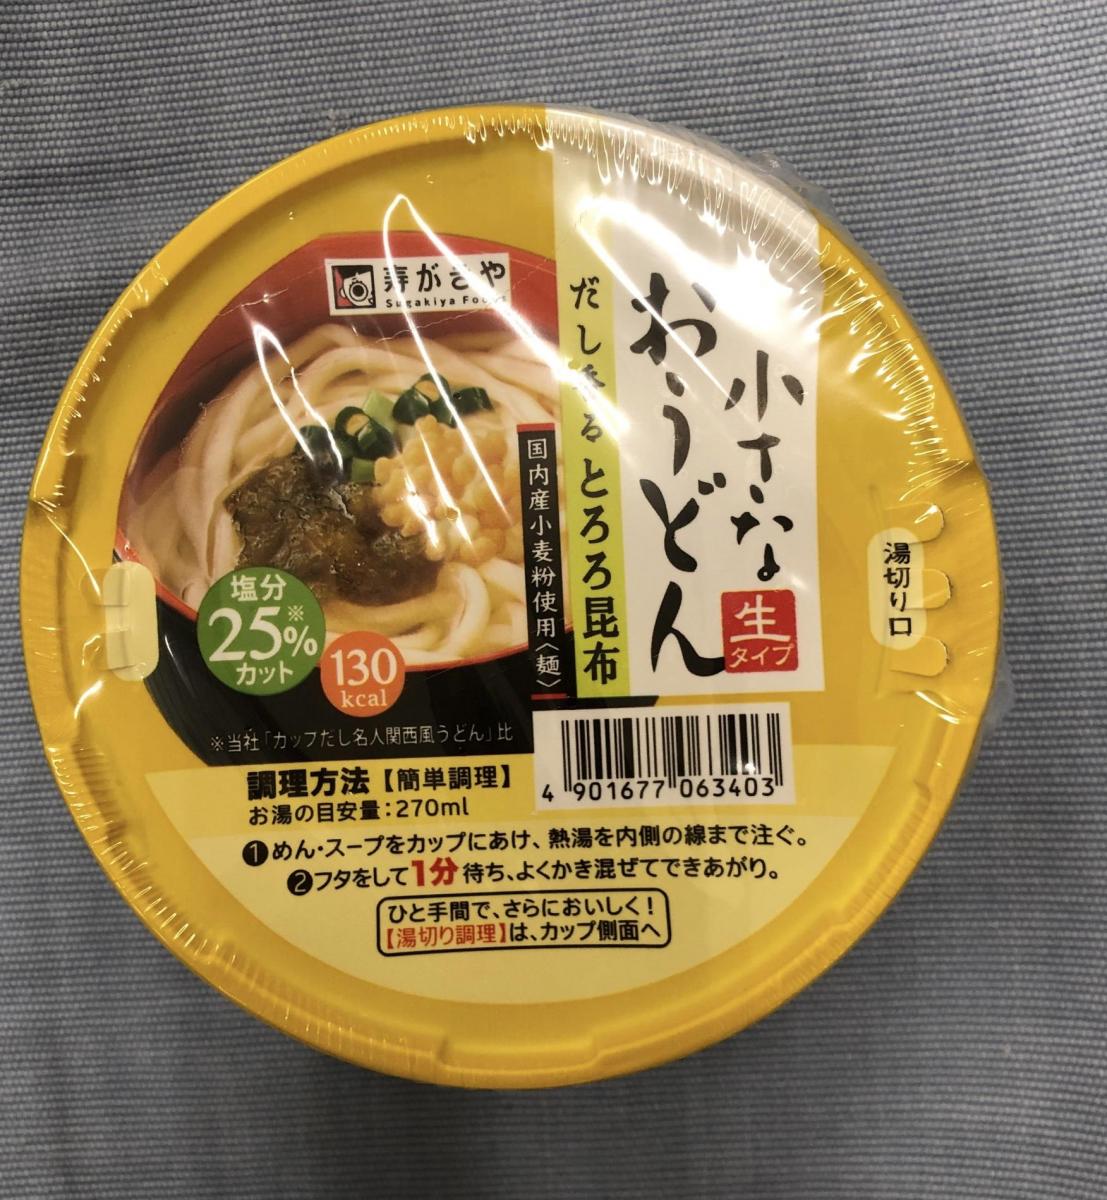 寿がきや
Sugakiya Foods
小さな
おうどん
生
タイプ
だし香る とろろ昆布
国内産小麦粉使用〈麺〉
湯切り口
塩分
25%※
カット
130
kcal
※当社「カップだし名人関西風うどん」比
4 901677 063403
調理方法【簡単調理】
お湯の目安量:270ml
❶めん・スープをカップにあけ、熱湯を内側の線まで注ぐ。
❷フタをして1分待ち、よくかき混ぜてできあがり。
ひと手間で、さらにおいしく!
【湯切り調理】は、カップ側面へ